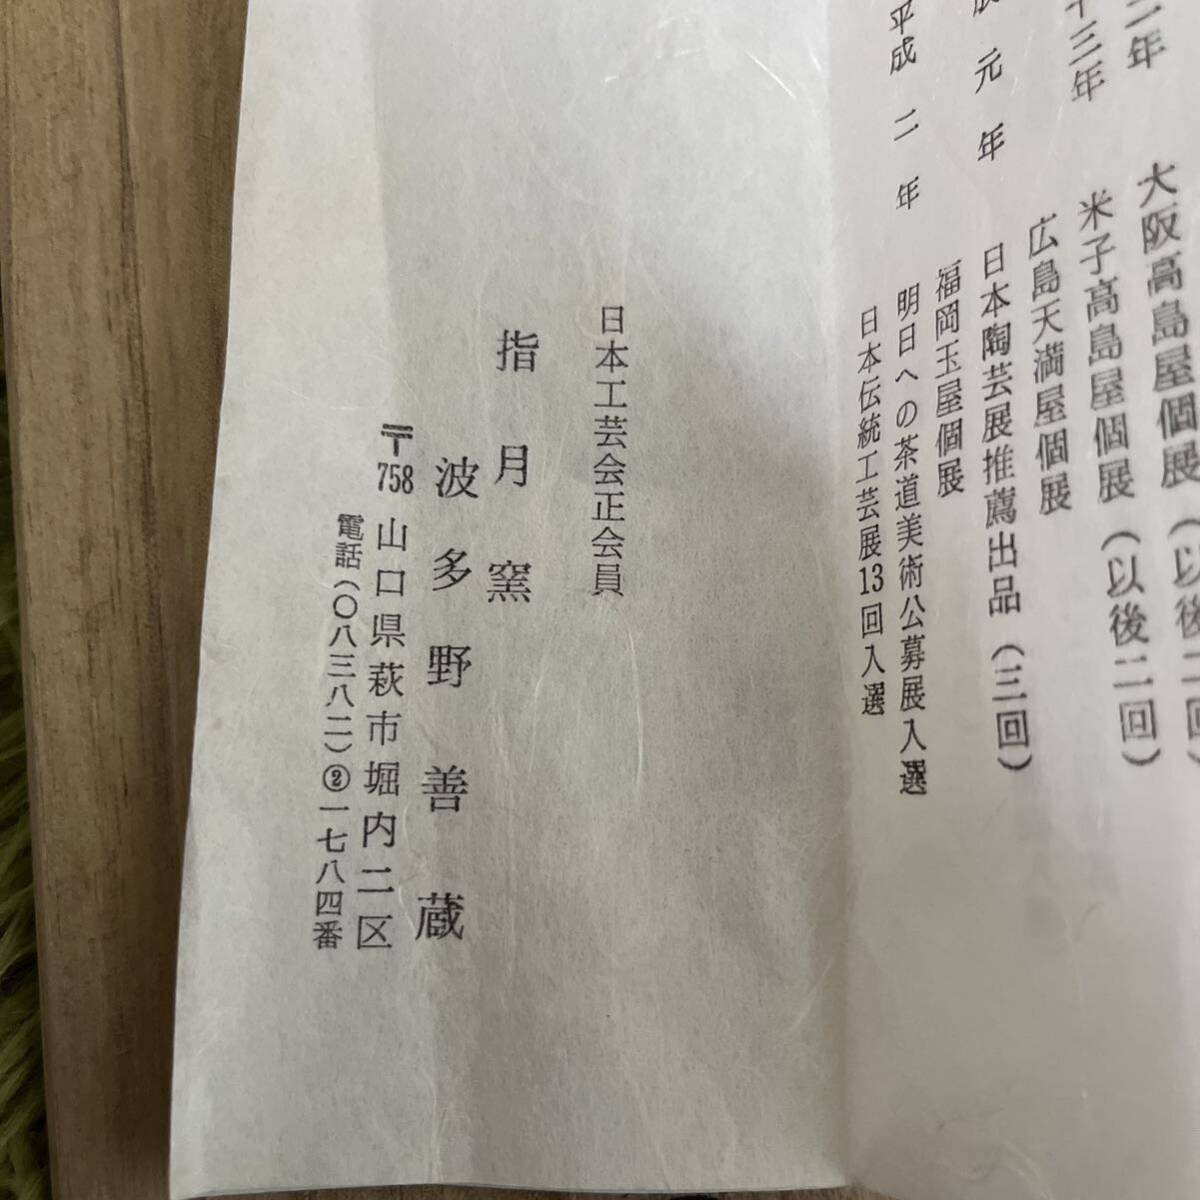 二年 大阪高島屋個展（以後二回
十三年 米子高島屋個展（以後二回）
広島天満屋個展
元年 日本陶芸展推薦出品（三回）
福岡玉屋個展
平成二年 明日への茶道美術公募展入選
日本伝統工芸展13回入選
日本工芸会正会員
指月窯
波多野善蔵
〒758 山口県萩市堀内二区
電話（〇八三八二）②一七八四番